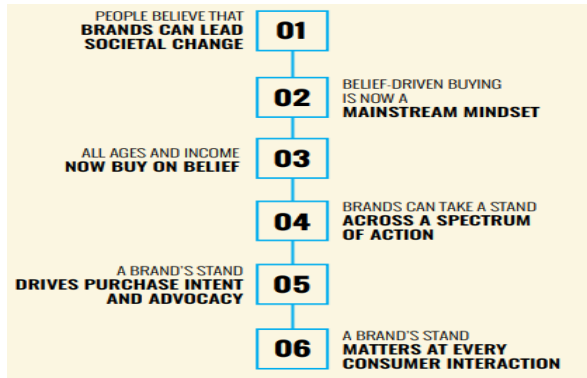 PEOPLE BELIEVE THAT
BRANDS CAN LEAD
SOCIETAL CHANGE
01
02
BELIEF-DRIVEN BUYING
IS NOW A
MAINSTREAM MINDSET
ALL AGES AND INCOME
NOW BUY ON BELIEF
03
04
BRANDS CAN TAKE A STAND
ACROSS A SPECTRUM
OF ACTION
A BRAND'S STAND
DRIVES PURCHASE INTENT
AND ADVOCACY
05
06
A BRAND'S STAND
MATTERS AT EVERY
CONSUMER INTERACTION